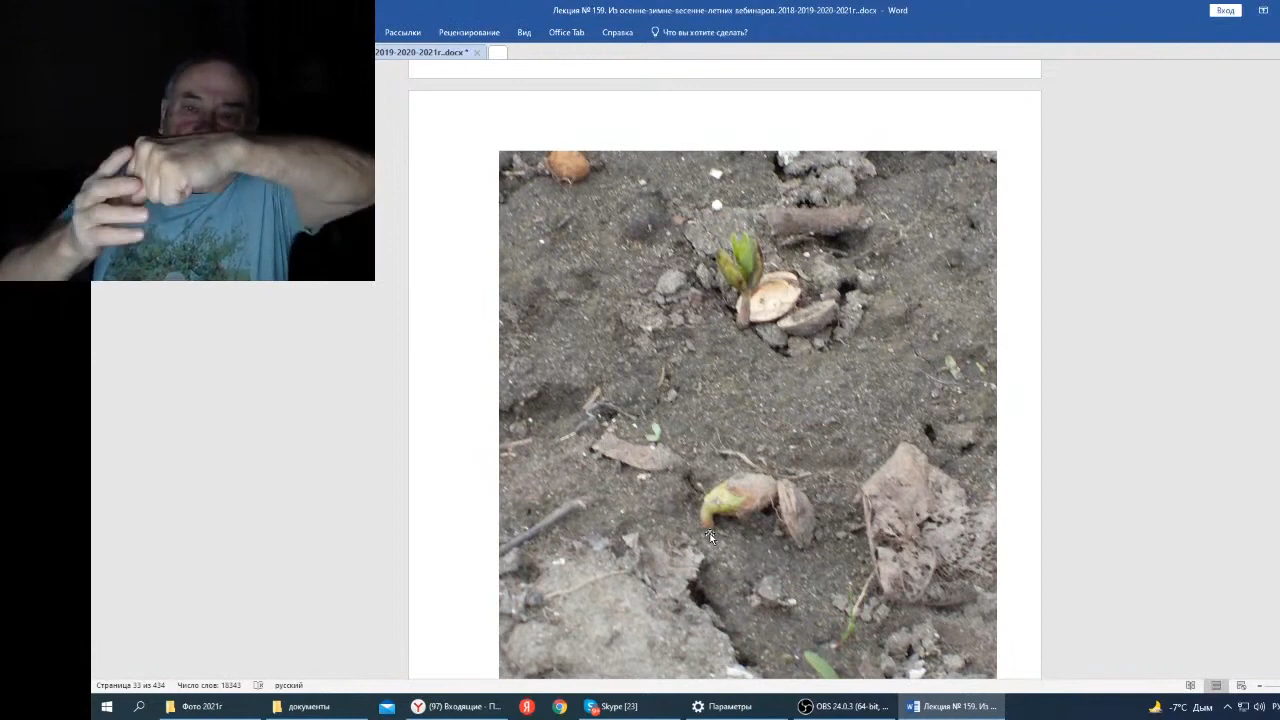 Лекция № 159. Из осенне-зимне-весенне-летних вебинаров. 2018-2019-2020-2021г..docx - Word
Вход
Рассылки Рецензирование Вид Office Tab Справка Что вы хотите сделать?
2019-2020-2021г..docx *
Страница 33 из 434 Число слов: 18343 русский
Фото 2021г документы (97) Входящие - П... Skype [23] Параметры OBS 24.0.3 (64-bit, ... Лекция № 159. Из ... -7°C Дым